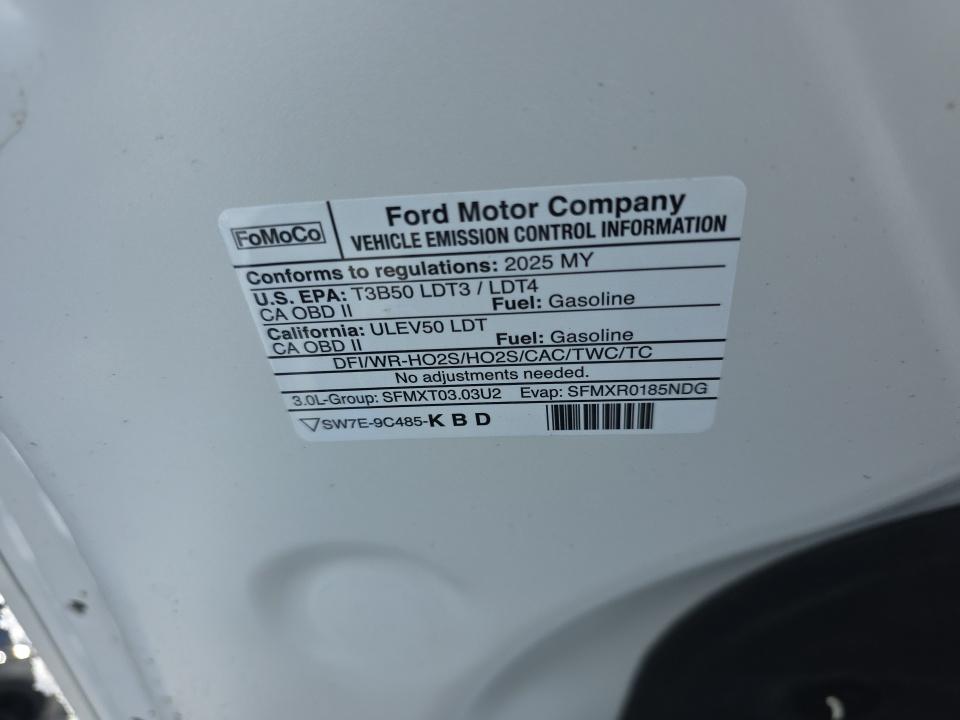 FoMoCo
Ford Motor Company
VEHICLE EMISSION CONTROL INFORMATION
Conforms to regulations: 2025 MY
U.S. EPA: T3B50 LDT3 / LDT4
CA OBD II Fuel: Gasoline
California: ULEV50 LDT
CA OBD II Fuel: Gasoline
DFI/WR-HO2S/HO2S/CAC/TWC/TC
No adjustments needed.
3.0L-Group: SFMXT03.03U2 Evap: SFMXR0185NDG
SW7E-9C485-K B D